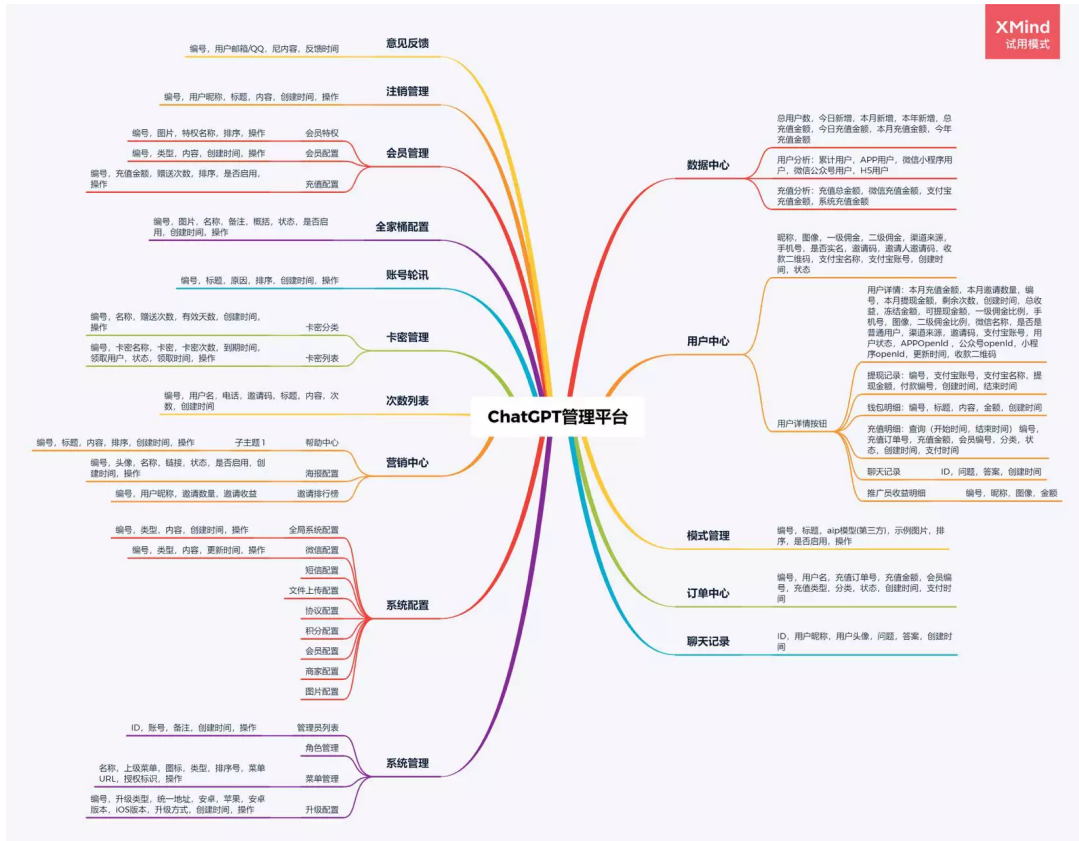 XMind
试用模式
ChatGPT管理平台
数据中心
总用户数，今日新增，本月新增，本年新增，总
充值金额，今日充值金额，本月充值金额，今年
充值金额
用户分析：累计用户，APP用户，微信小程序用
户，微信公众号用户，H5用户
充值分析：充值总金额，微信充值金额，支付宝
充值金额，系统充值金额
用户中心
昵称，图像，一级佣金，二级佣金，渠道来源，
手机号，是否实名，邀请码，邀请人邀请码，收
款二维码，支付宝名称，支付宝账号，创建时
间，状态
用户详情按钮
用户详情：本月充值金额，本月邀请数量，编
号，本月提现金额，剩余次数，创建时间，总收
益，冻结金额，可提现金额，一级佣金比例，手
机号，图像，二级佣金比例，微信名称，是否是
普通用户，渠道来源，邀请码，支付宝账号，用
户状态，APPOpenId，公众号openId，小程
序openId，更新时间，收款二维码
提现记录：编号，支付宝账号，支付宝名称，提
现金额，付款编号，创建时间，结束时间
钱包明细：编号，标题，内容，金额，创建时间
充值明细：查询（开始时间，结束时间） 编号，
充值订单号，充值金额，会员编号，分类，状
态，创建时间，支付时间
聊天记录
ID，问题，答案，创建时间
推广员收益明细
编号，昵称，图像，金额
模式管理
编号，标题，aip模型(第三方)，示例图片，排
序，是否启用，操作
订单中心
编号，用户名，充值订单号，充值金额，会员编
号，充值类型，分类，状态，创建时间，支付时
间
聊天记录
ID，用户昵称，用户头像，问题，答案，创建时
间
意见反馈
编号，用户邮箱/QQ，尼内容，反馈时间
注销管理
编号，用户昵称，标题，内容，创建时间，操作
会员管理
会员特权
编号，图片，特权名称，排序，操作
会员配置
编号，类型，内容，创建时间，操作
充值配置
编号，充值金额，赠送次数，排序，是否启用，
操作
全家桶配置
编号，图片，名称，备注，概括，状态，是否启
用，创建时间，操作
账号轮讯
编号，标题，原因，排序，创建时间，操作
卡密管理
卡密分类
编号，名称，赠送次数，有效天数，创建时间，
操作
卡密列表
编号，卡密名称，卡密，卡密次数，到期时间，
领取用户，状态，领取时间，操作
次数列表
编号，用户名，电话，邀请码，标题，内容，次
数，创建时间
营销中心
帮助中心
子主题 1
编号，标题，内容，排序，创建时间，操作
海报配置
编号，头像，名称，链接，状态，是否启用，创
建时间，操作
邀请排行榜
编号，用户昵称，邀请数量，邀请收益
系统配置
全局系统配置
编号，类型，内容，创建时间，操作
微信配置
编号，类型，内容，更新时间，操作
短信配置
文件上传配置
协议配置
积分配置
会员配置
商家配置
图片配置
系统管理
管理员列表
ID，账号，备注，创建时间，操作
角色管理
菜单管理
名称，上级菜单，图标，类型，排序号，菜单
URL，授权标识，操作
升级配置
编号，升级类型，统一地址，安卓，苹果，安卓
版本，iOS版本，升级方式，创建时间，操作